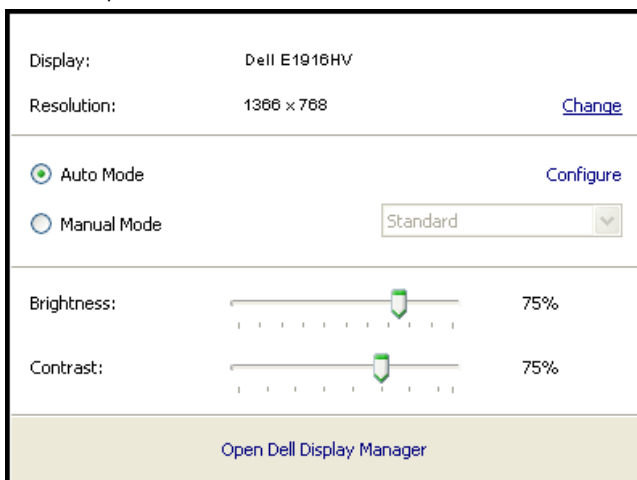 Display: Dell E1916HV
Resolution: 1366 x 768 Change
Auto Mode Configure
Manual Mode Standard
Brightness: 75%
Contrast: 75%
Open Dell Display Manager